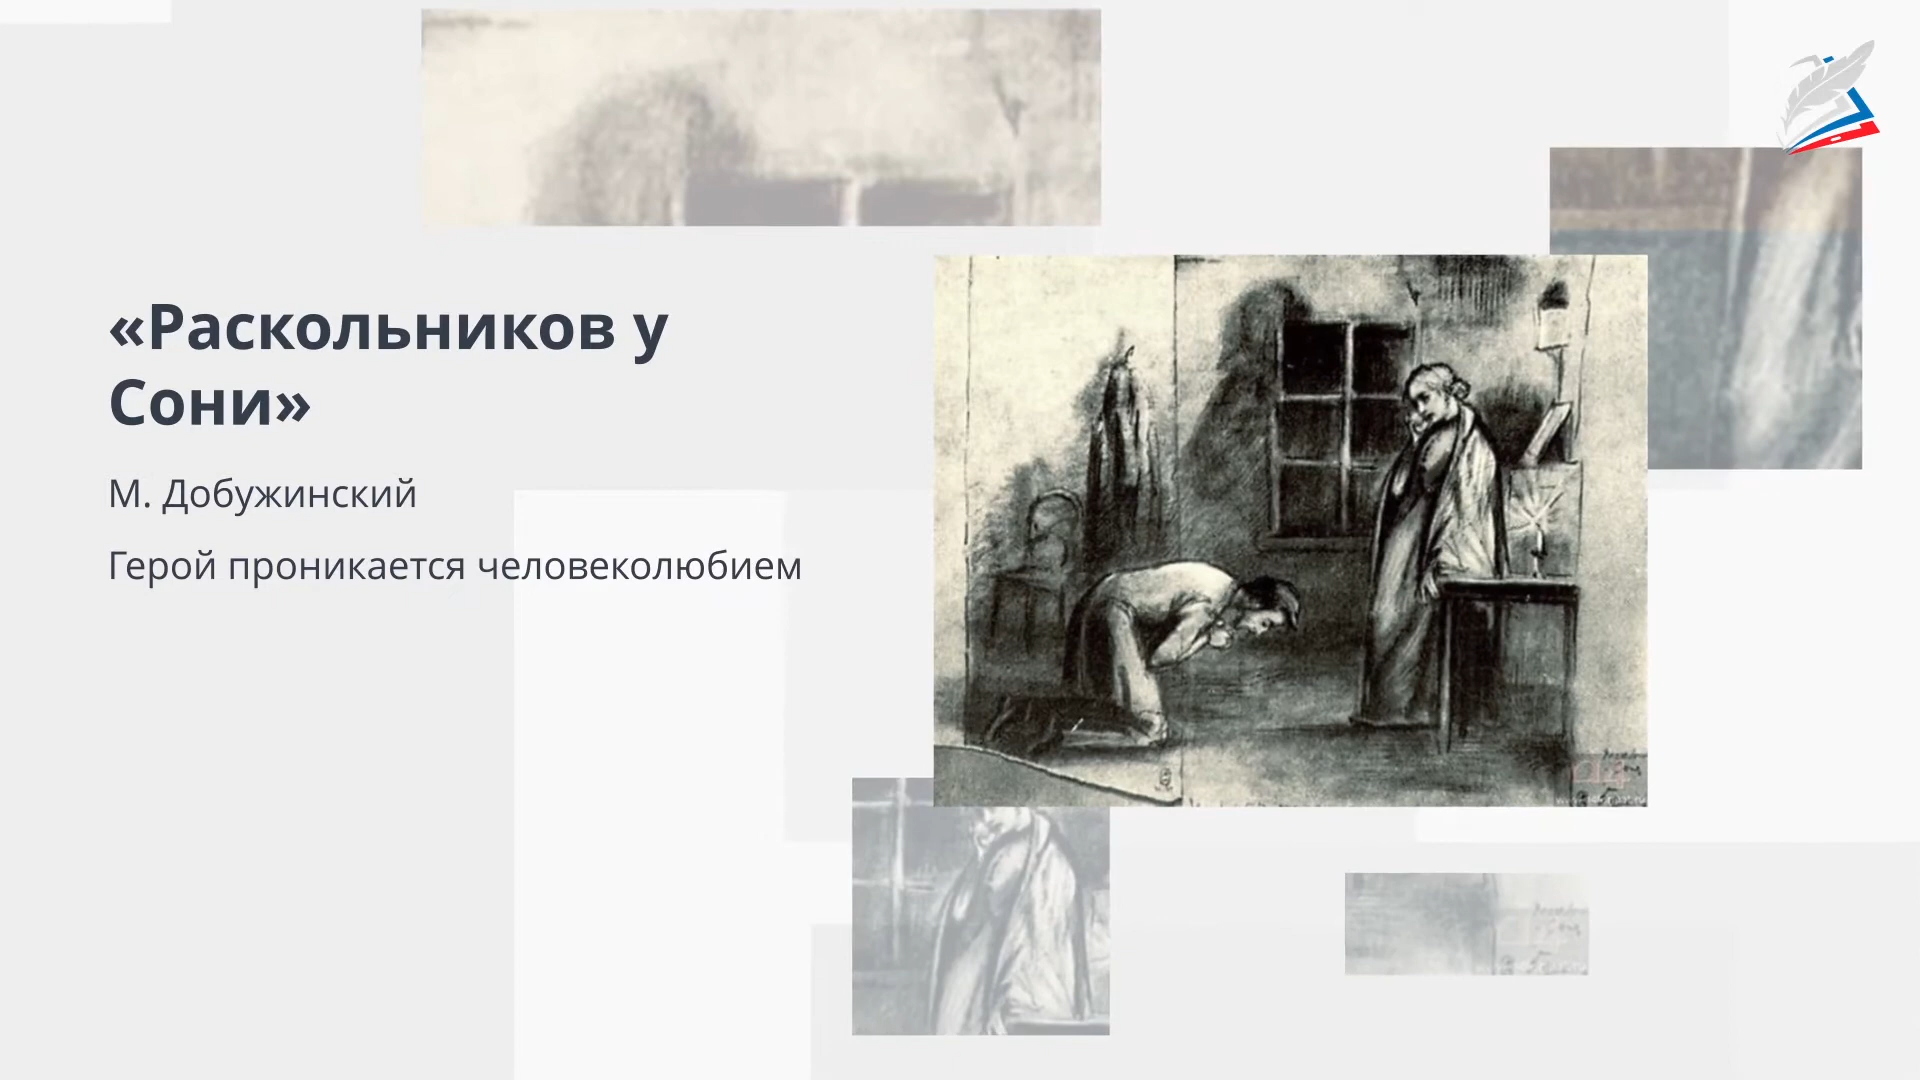 «Раскольников у
Сони»
М. Добужинский
Герой проникается человеколюбием